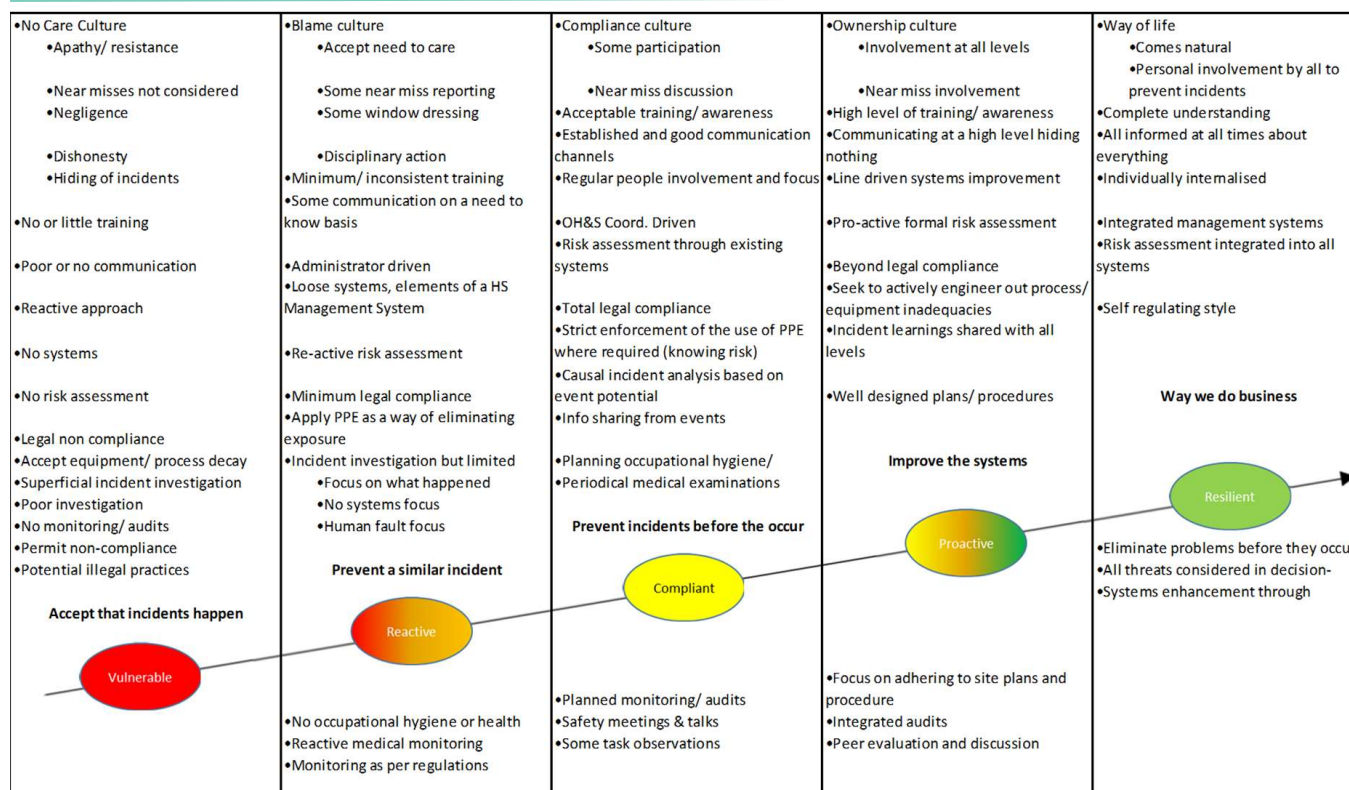 •No Care Culture
•Apathy/ resistance
•Near misses not considered
•Negligence
•Dishonesty
•Hiding of incidents
•No or little training
•Poor or no communication
•Reactive approach
•No systems
•No risk assessment
•Legal non compliance
•Accept equipment/ process decay
•Superficial incident investigation
•Poor investigation
•No monitoring/ audits
•Permit non-compliance
•Potential illegal practices
Accept that incidents happen
Vulnerable
•Blame culture
•Accept need to care
•Some near miss reporting
•Some window dressing
•Disciplinary action
•Minimum/ inconsistent training
•Some communication on a need to
know basis
•Administrator driven
•Loose systems, elements of a HS
Management System
•Re-active risk assessment
•Minimum legal compliance
•Apply PPE as a way of eliminating
exposure
•Incident investigation but limited
•Focus on what happened
•No systems focus
•Human fault focus
Prevent a similar incident
Reactive
•No occupational hygiene or health
•Reactive medical monitoring
•Monitoring as per regulations
•Compliance culture
•Some participation
•Near miss discussion
•Acceptable training/ awareness
•Established and good communication
channels
•Regular people involvement and focus
•OH&S Coord. Driven
•Risk assessment through existing
systems
•Total legal compliance
•Strict enforcement of the use of PPE
where required (knowing risk)
•Causal incident analysis based on
event potential
•Info sharing from events
•Planning occupational hygiene/
•Periodical medical examinations
Prevent incidents before the occur
Compliant
•Planned monitoring/ audits
•Safety meetings & talks
•Some task observations
•Ownership culture
•Involvement at all levels
•Near miss involvement
•High level of training/ awareness
•Communicating at a high level hiding
nothing
•Line driven systems improvement
•Pro-active formal risk assessment
•Beyond legal compliance
•Seek to actively engineer out process/
equipment inadequacies
•Incident learnings shared with all
levels
•Well designed plans/ procedures
Improve the systems
Proactive
•Focus on adhering to site plans and
procedure
•Integrated audits
•Peer evaluation and discussion
•Way of life
•Comes natural
•Personal involvement by all to
prevent incidents
•Complete understanding
•All informed at all times about
everything
•Individually internalised
•Integrated management systems
•Risk assessment integrated into all
systems
•Self regulating style
Way we do business
Resilient
•Eliminate problems before they occu
•All threats considered in decision-
•Systems enhancement through